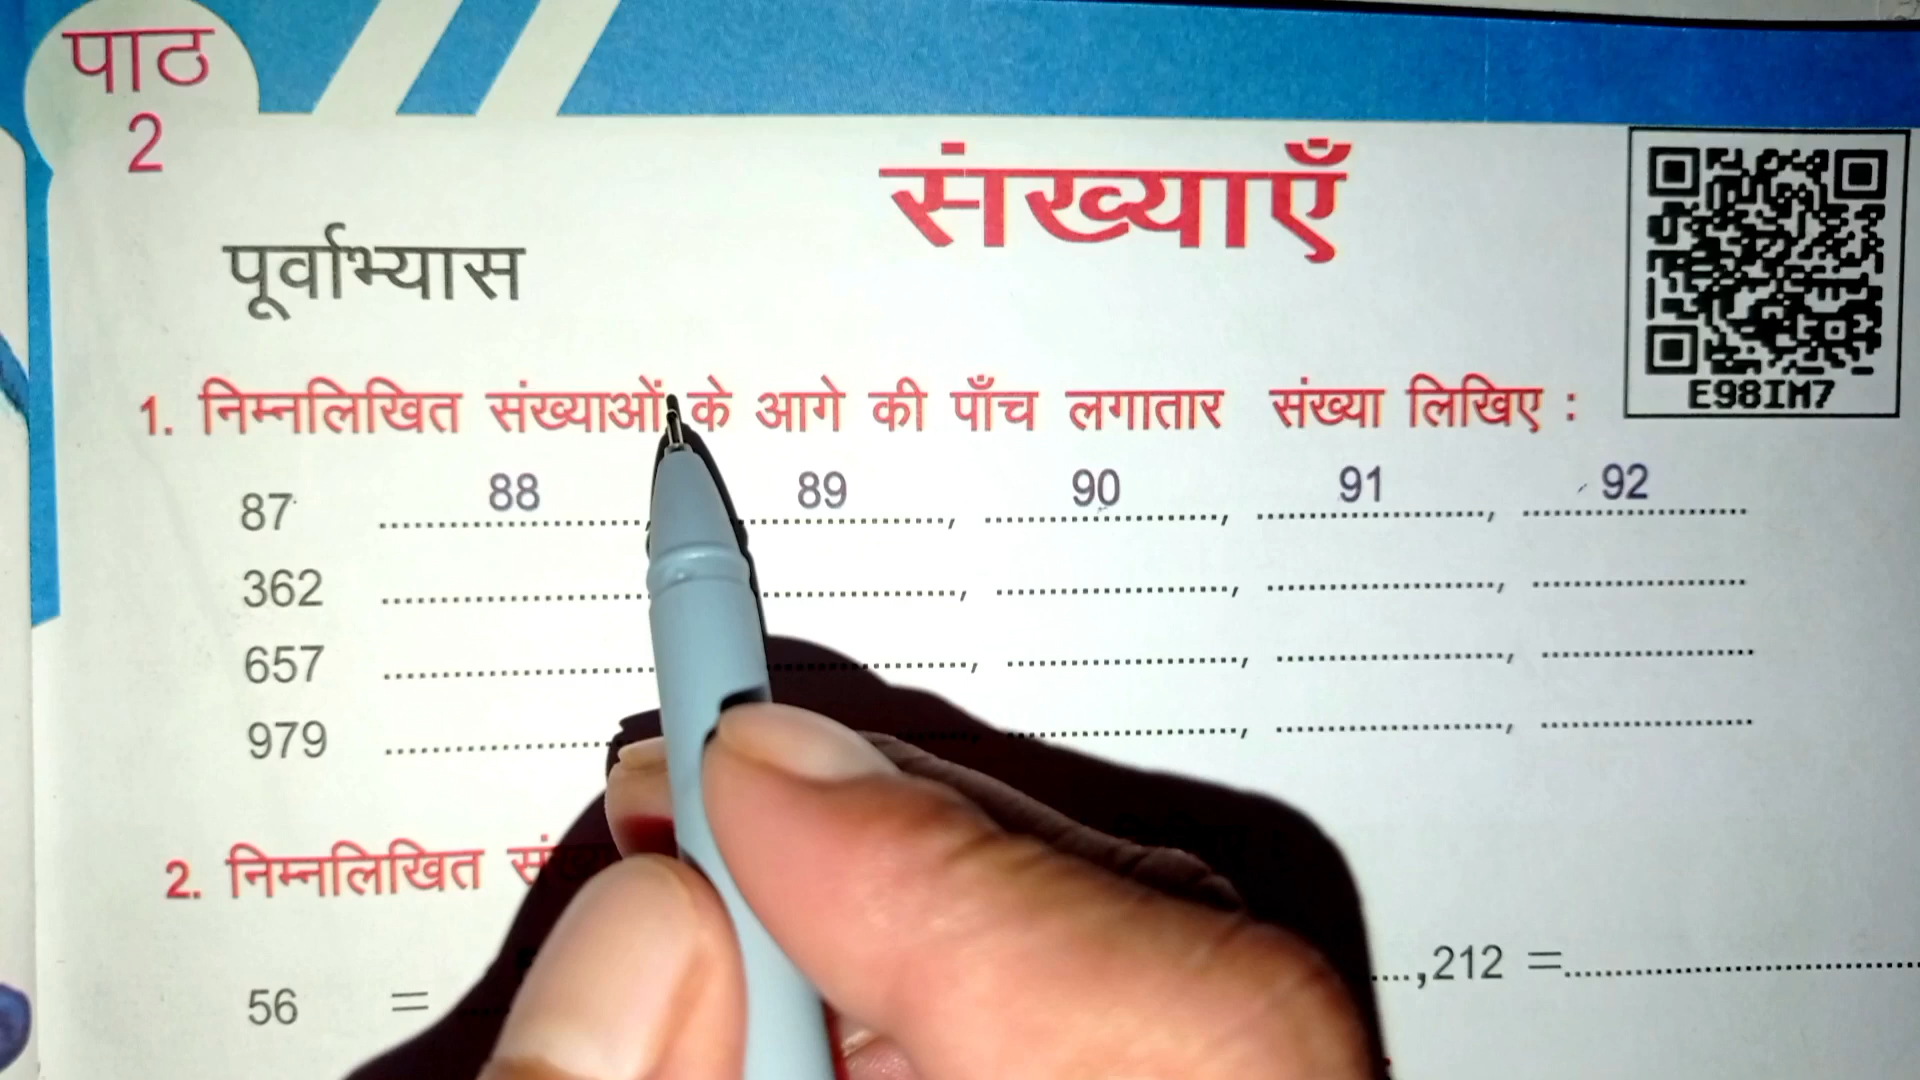 पाठ
2
संख्याएँ
पूर्वाभ्यास
E98IM7
1. निम्नलिखित संख्याओं के आगे की पाँच लगातार संख्या लिखिए :
87 88 89, 90, 91, 92
362 ..., ..., ..., ...
657 ..., ..., ..., ...
979 ..., ..., ..., ...
2. निम्नलिखित
56 = ...,212 = ...